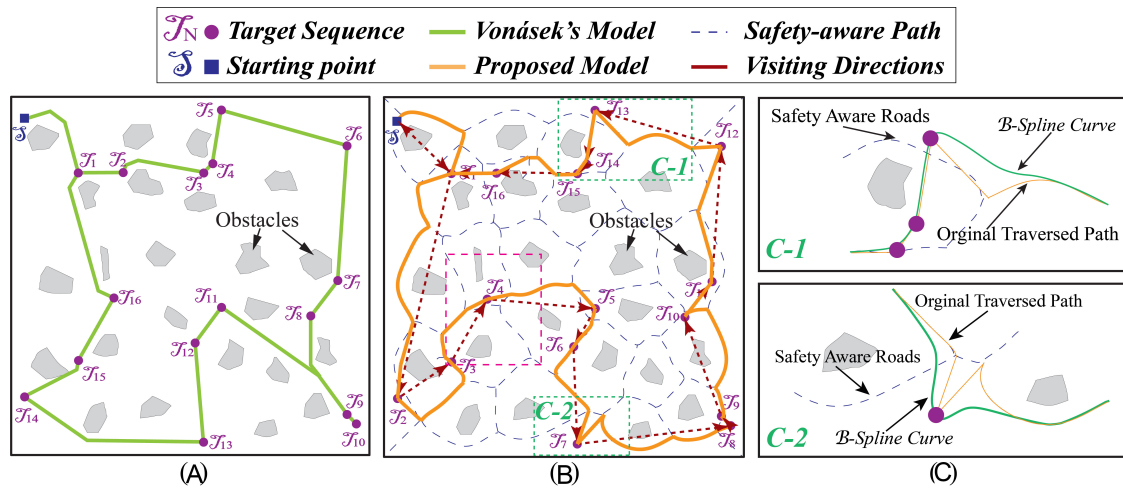 𝒯N Target Sequence Vonásek's Model Safety-aware Path
𝒮 Starting point Proposed Model Visiting Directions
𝒮
𝒯1
𝒯2
𝒯3
𝒯4
𝒯5
𝒯6
Obstacles
𝒯7
𝒯8
𝒯16
𝒯11
𝒯12
𝒯15
𝒯14
𝒯13
𝒯9
𝒯10
(A)
𝒮
𝒯13
𝒯12
C-1
𝒯14
𝒯1
𝒯16
𝒯15
Obstacles
𝒯4
𝒯5
𝒯10
𝒯6
𝒯3
𝒯2
C-2
𝒯7
𝒯9
𝒯8
(B)
Safety Aware Roads
B-Spline Curve
Orginal Traversed Path
C-1
Orginal Traversed Path
Safety Aware Roads
B-Spline Curve
C-2
(C)